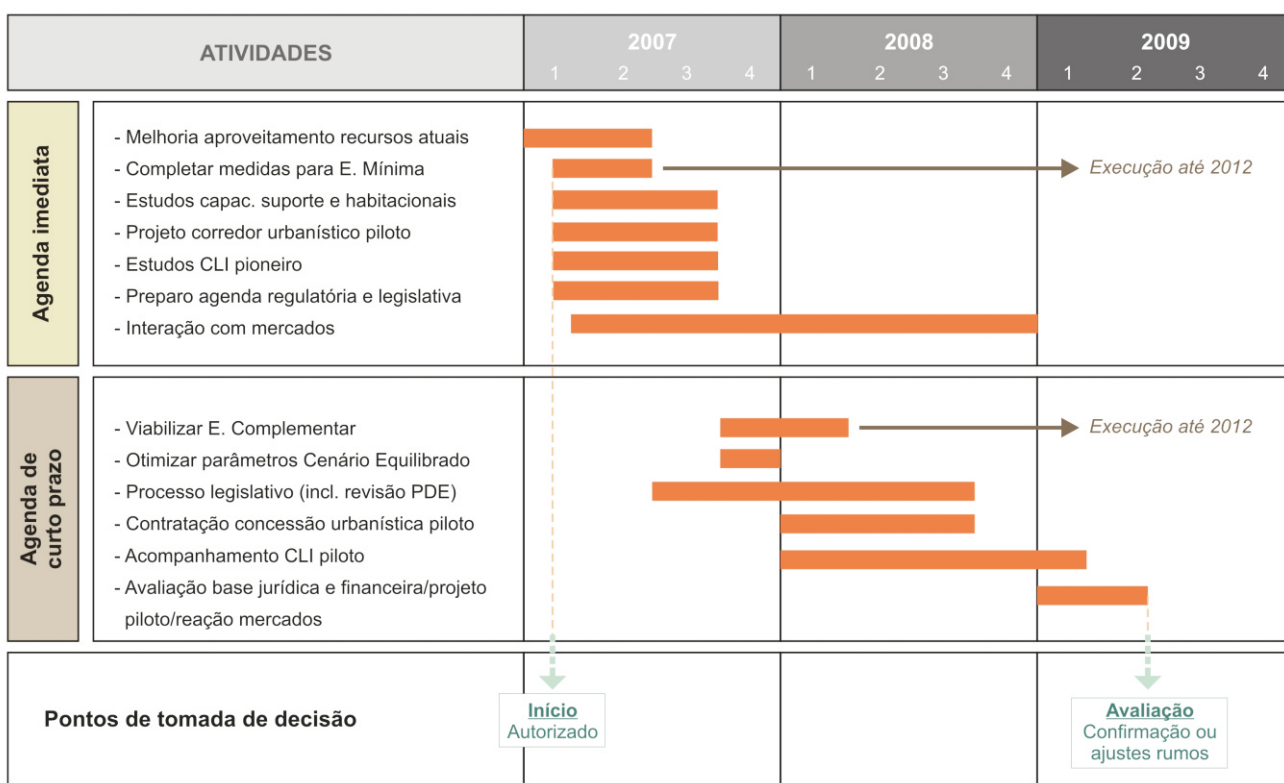 ATIVIDADES
2007
2008
2009
1 2 3 4
1 2 3 4
1 2 3 4
Agenda imediata
- Melhoria aproveitamento recursos atuais
- Completar medidas para E. Mínima
Execução até 2012
- Estudos capac. suporte e habitacionais
- Projeto corredor urbanístico piloto
- Estudos CLI pioneiro
- Preparo agenda regulatória e legislativa
- Interação com mercados
Agenda de
curto prazo
- Viabilizar E. Complementar
Execução até 2012
- Otimizar parâmetros Cenário Equilibrado
- Processo legislativo (incl. revisão PDE)
- Contratação concessão urbanística piloto
- Acompanhamento CLI piloto
- Avaliação base jurídica e financeira/projeto
piloto/reação mercados
Pontos de tomada de decisão
Início
Autorizado
Avaliação
Confirmação ou
ajustes rumos